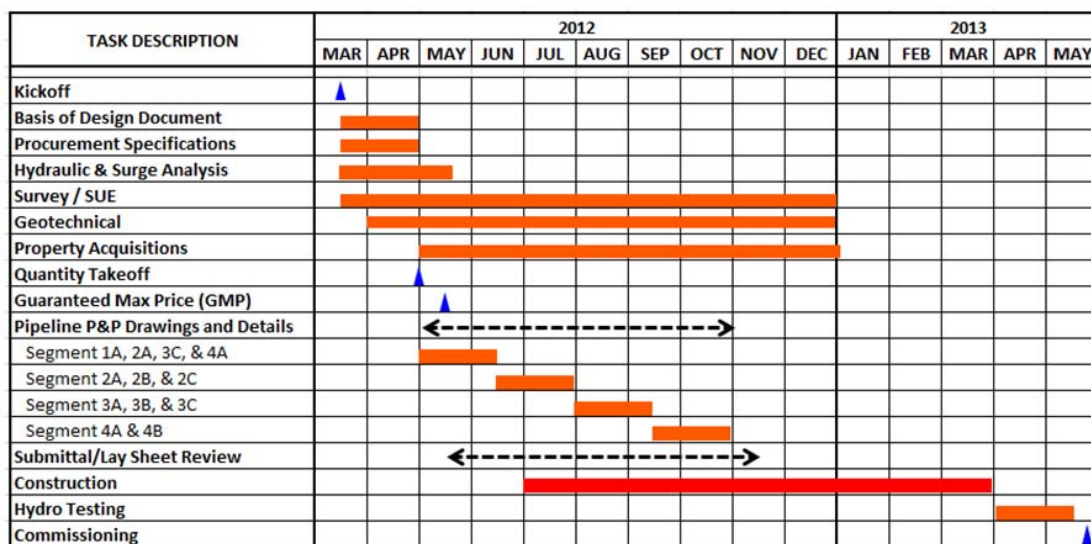 TASK DESCRIPTION
2012 2013
MAR APR MAY JUN JUL AUG SEP OCT NOV DEC JAN FEB MAR APR MAY
Kickoff
Basis of Design Document
Procurement Specifications
Hydraulic & Surge Analysis
Survey / SUE
Geotechnical
Property Acquisitions
Quantity Takeoff
Guaranteed Max Price (GMP)
Pipeline P&P Drawings and Details
Segment 1A, 2A, 3C, & 4A
Segment 2A, 2B, & 2C
Segment 3A, 3B, & 3C
Segment 4A & 4B
Submittal/Lay Sheet Review
Construction
Hydro Testing
Commissioning